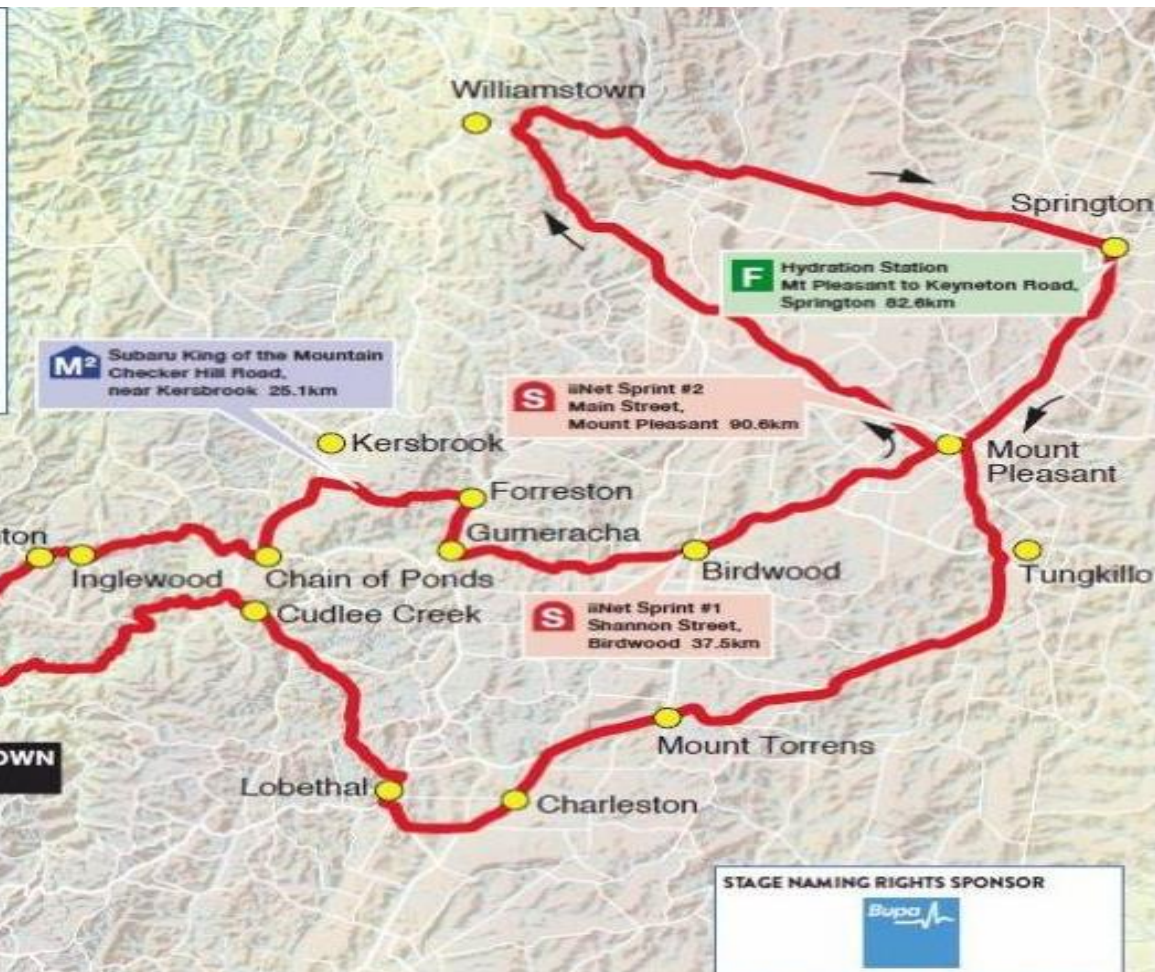 Williamstown
Springton
F
Hydration Station
Mt Pleasant to Keyneton Road,
Springton 82.6km
M²
Subaru King of the Mountain
Checker Hill Road,
near Kersbrook 25.1km
S
iiNet Sprint #2
Main Street,
Mount Pleasant 90.6km
Kersbrook
Mount
Pleasant
Forreston
Gumeracha
ton
Inglewood
Chain of Ponds
Birdwood
Tungkillo
Cudlee Creek
S
iiNet Sprint #1
Shannon Street,
Birdwood 37.5km
Mount Torrens
OWN
Lobethal
Charleston
STAGE NAMING RIGHTS SPONSOR
Bupa